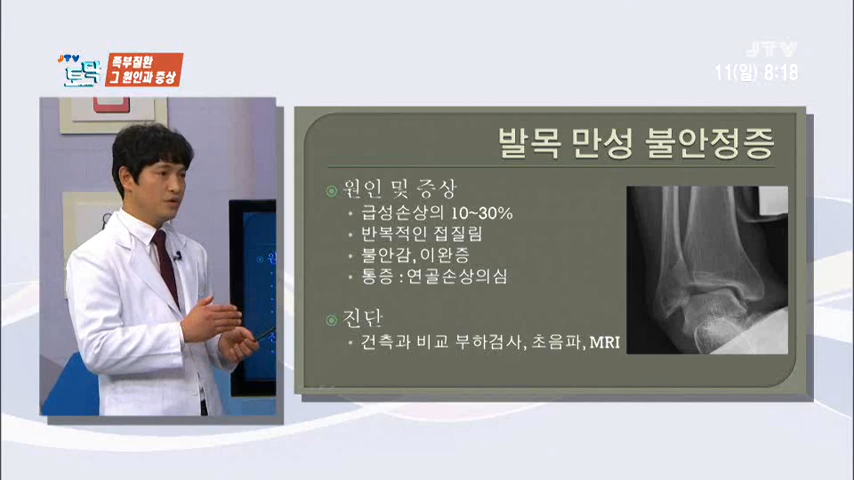 JTV
JTV
닥
터
족부질환
그 원인과 증상
11(일) 8:18
발목 만성 불안정증
원인 및 증상
• 급성손상의 10~30%
• 반복적인 접질림
• 불안감, 이완증
• 통증 : 연골손상의심
진단
• 건측과 비교 부하검사, 초음파, MRI